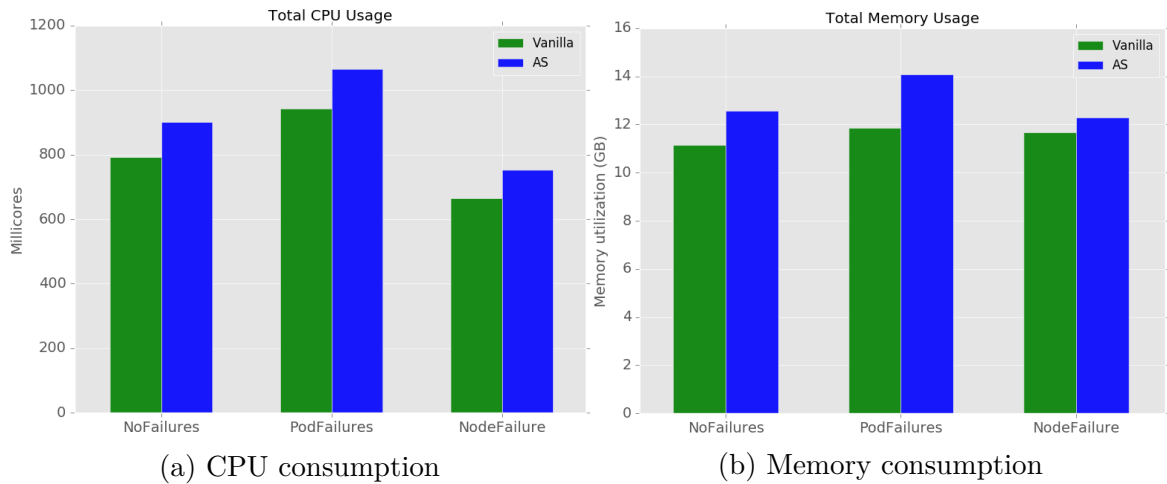 Total CPU Usage
1200
1000
800
600
400
200
0
Millicores
Vanilla
AS
NoFailures
PodFailures
NodeFailure
(a) CPU consumption
Total Memory Usage
16
14
12
10
8
6
4
2
0
Memory utilization (GB)
Vanilla
AS
NoFailures
PodFailures
NodeFailure
(b) Memory consumption